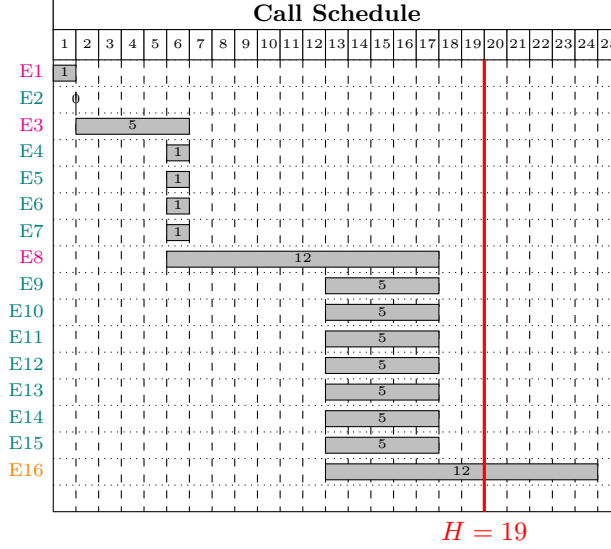 Call Schedule
1 2 3 4 5 6 7 8 9 10 11 12 13 14 15 16 17 18 19 20 21 22 23 24 25
E1 1
E2 0
E3 5
E4 1
E5 1
E6 1
E7 1
E8 12
E9 5
E10 5
E11 5
E12 5
E13 5
E14 5
E15 5
E16 12
H = 19